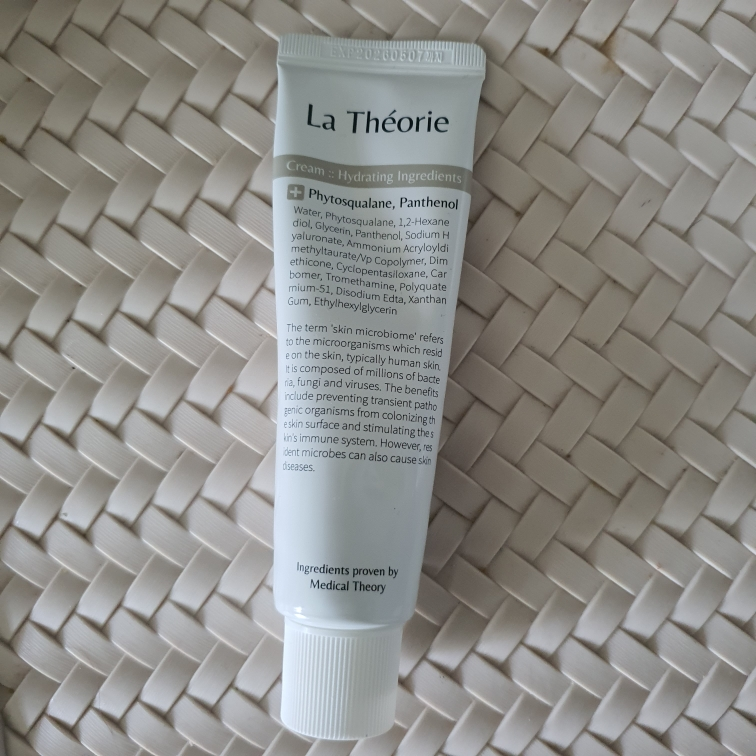 EXP20260607
La Théorie
Cream :: Hydrating Ingredients
Phytosqualane, Panthenol
Water, Phytosqualane, 1,2-Hexane
diol, Glycerin, Panthenol, Sodium H
yaluronate, Ammonium Acryloyldi
methyltaurate/Vp Copolymer, Dim
ethicone, Cyclopentasiloxane, Car
bomer, Tromethamine, Polyquate
rnium-51, Disodium Edta, Xanthan
Gum, Ethylhexylglycerin
The term 'skin microbiome' refers
to the microorganisms which resid
e on the skin, typically human skin.
It is composed of millions of bacte
ria, fungi and viruses. The benefits
include preventing transient patho
genic organisms from colonizing th
e skin surface and stimulating the s
kin's immune system. However, res
ident microbes can also cause skin
diseases.
Ingredients proven by
Medical Theory